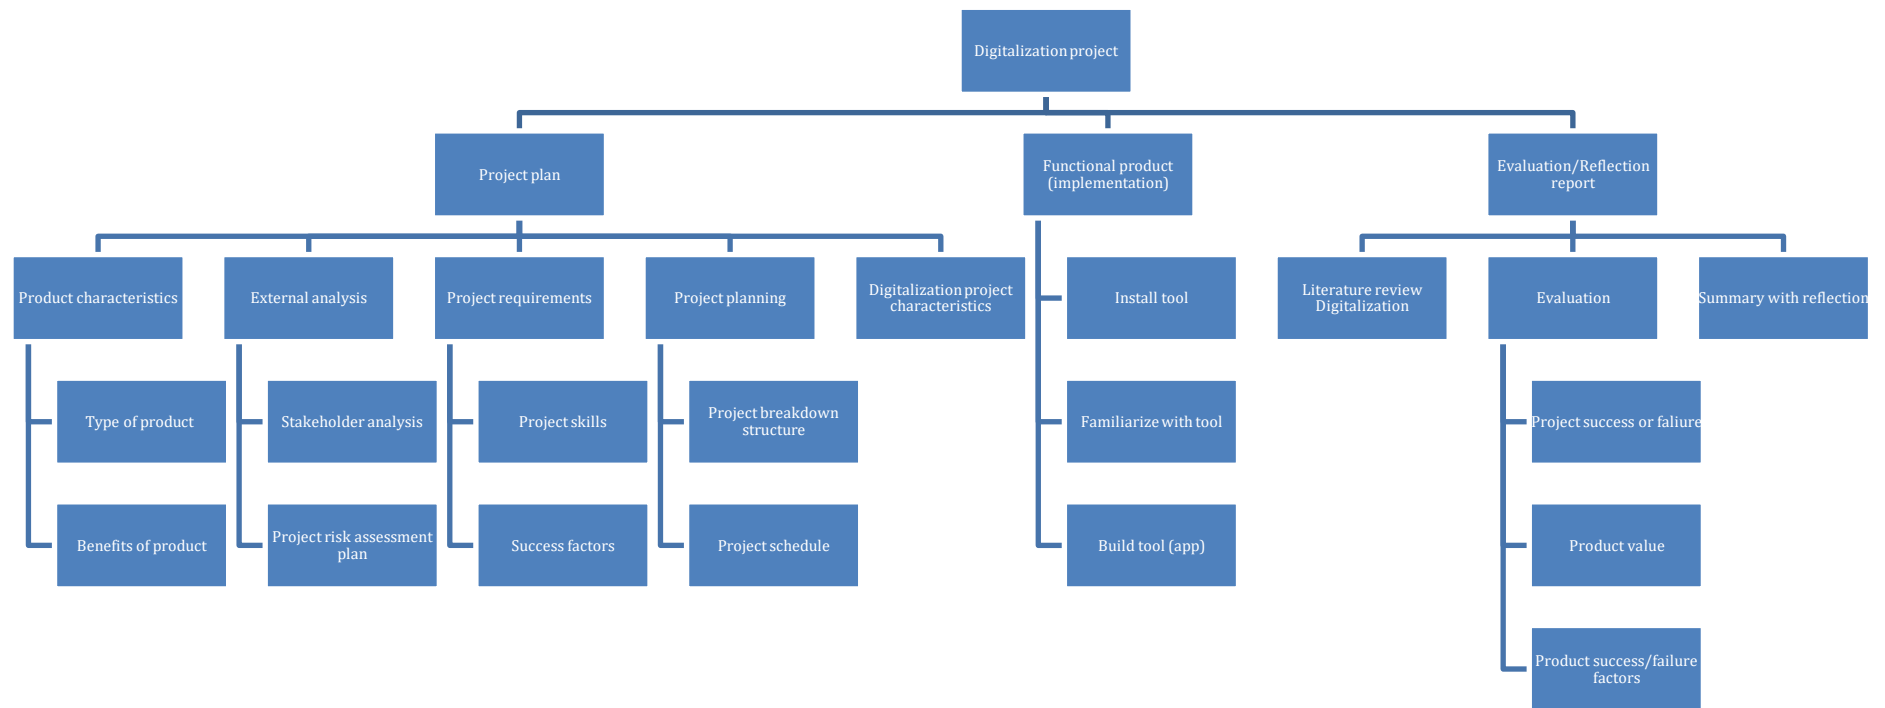 Digitalization project
Project plan
Functional product
(implementation)
Evaluation/Reflection
report
Product characteristics
External analysis
Project requirements
Project planning
Digitalization project
characteristics
Install tool
Literature review
Digitalization
Evaluation
Summary with reflection
Type of product
Stakeholder analysis
Project skills
Project breakdown
structure
Familiarize with tool
Project success or faliure
Benefits of product
Project risk assessment
plan
Success factors
Project schedule
Build tool (app)
Product value
Product success/failure
factors